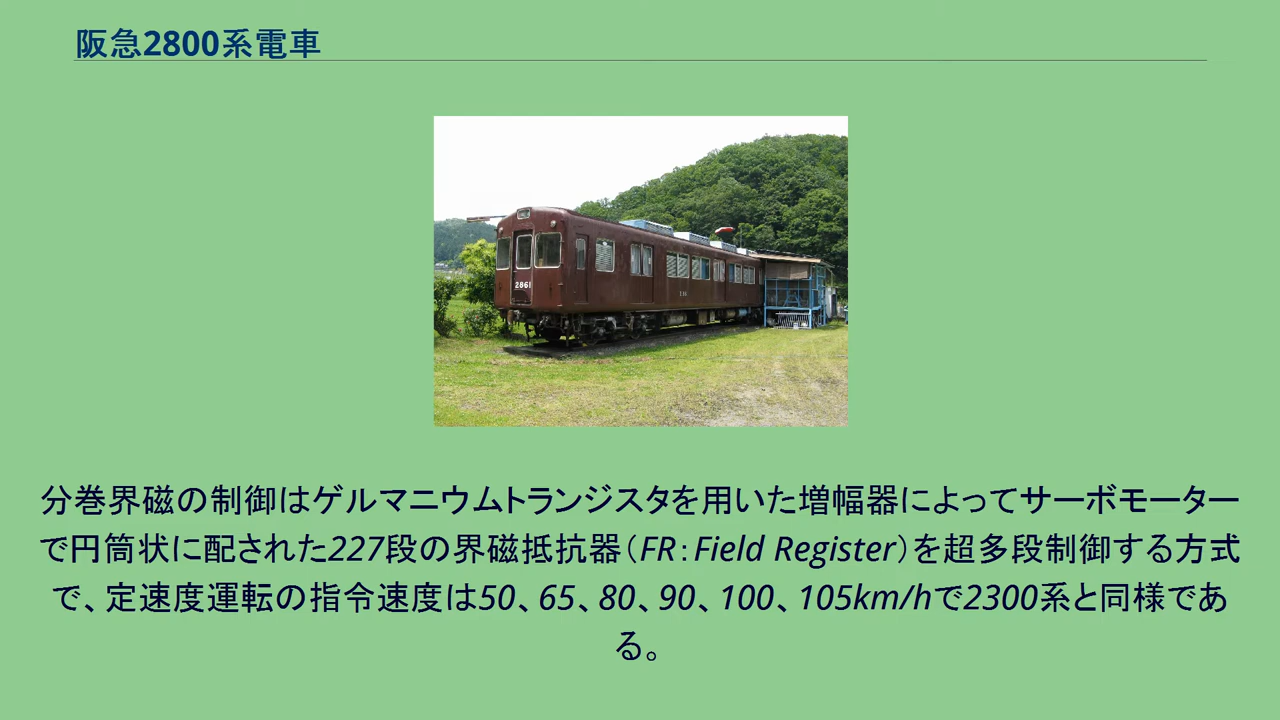 阪急2800系電車
2861
分巻界磁の制御はゲルマニウムトランジスタを用いた増幅器によってサーボモーター
で円筒状に配された227段の界磁抵抗器（FR：Field Register）を超多段制御する方式
で、定速度運転の指令速度は50、65、80、90、100、105km/hで2300系と同様であ
る。